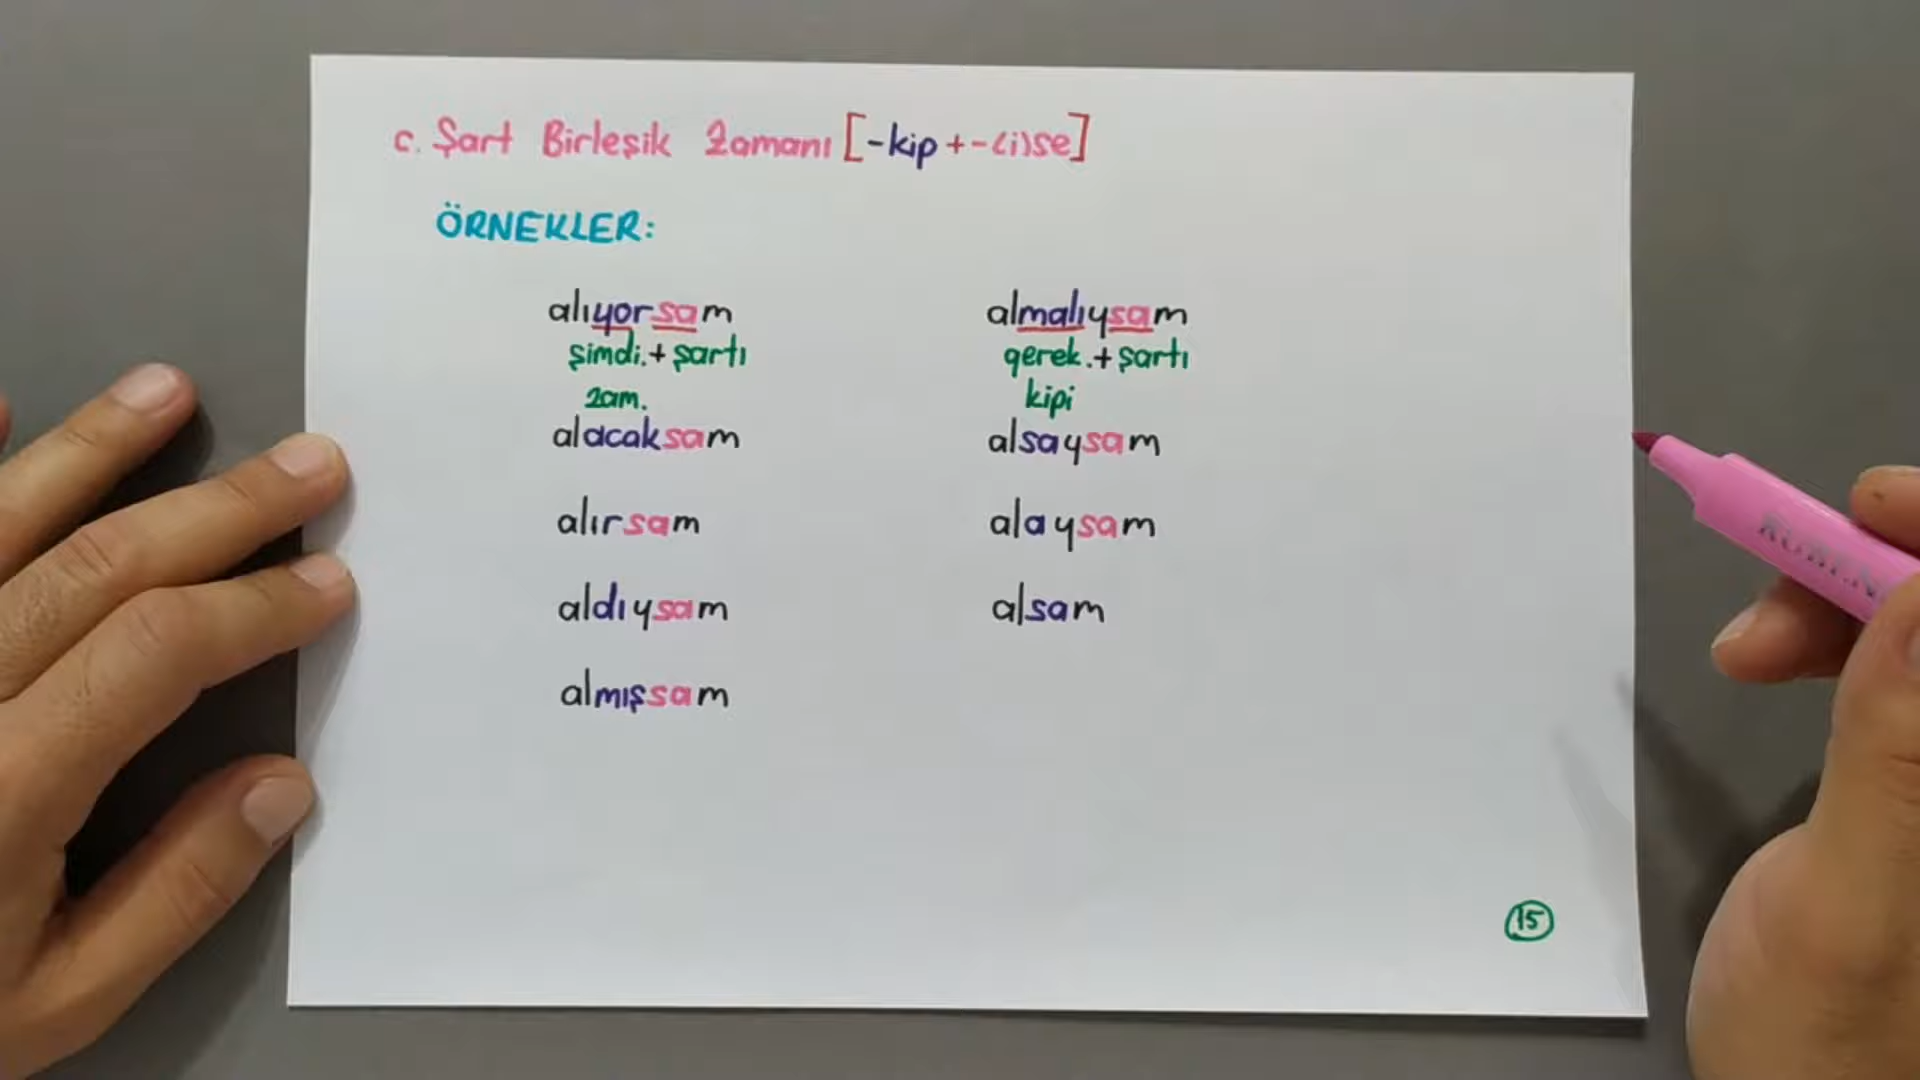 c. Şart Birleşik Zamanı [-kip+-(i)se]
ÖRNEKLER:
alıyorsam
şimdi.+ şartı
zam.
alacaksam
alırsam
aldıysam
almışsam
almalıysam
gerek.+ şartı
kipi
alsaysam
alaysam
alsam
15